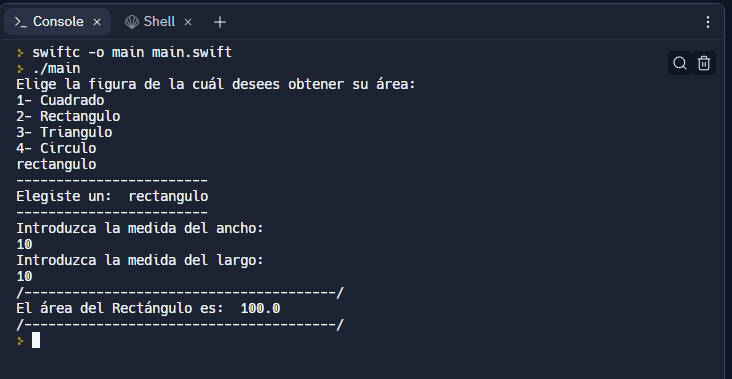 Console × Shell × +
swiftc -o main main.swift
./main
Elige la figura de la cuál desees obtener su área:
1- Cuadrado
2- Rectangulo
3- Triangulo
4- Circulo
rectangulo
------------------------
Elegiste un:  rectangulo
------------------------
Introduzca la medida del ancho:
10
Introduzca la medida del largo:
10
/---------------------------------------/
El área del Rectángulo es:  100.0
/---------------------------------------/